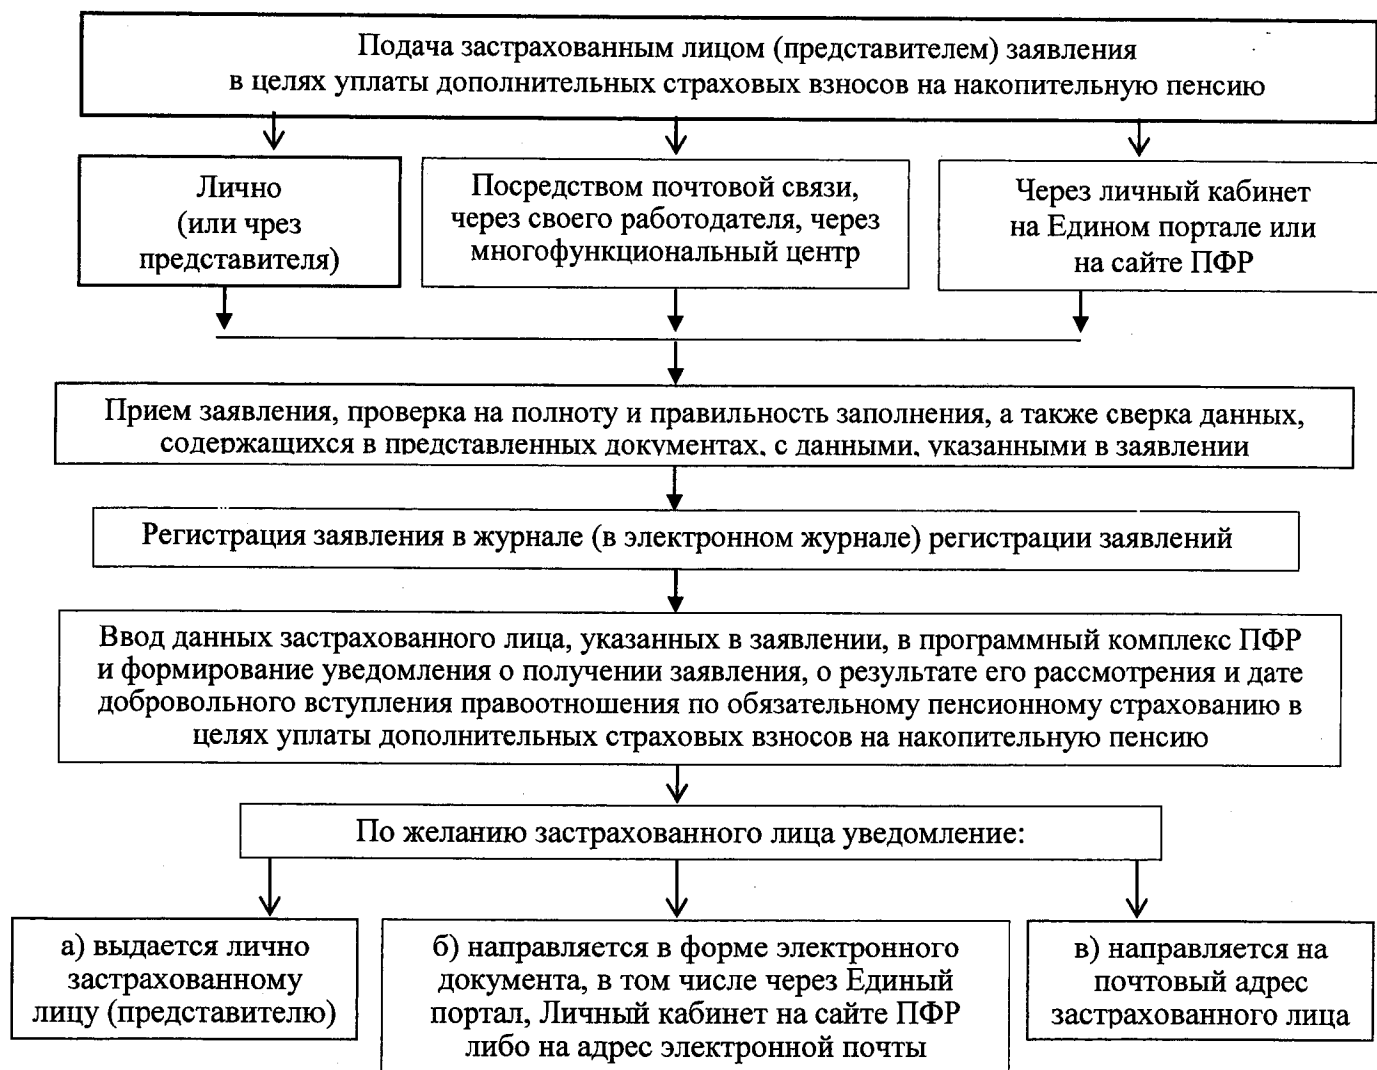 Подача застрахованным лицом (представителем) заявления
в целях уплаты дополнительных страховых взносов на накопительную пенсию
Лично
(или чрез
представителя)
Посредством почтовой связи,
через своего работодателя, через
многофункциональный центр
Через личный кабинет
на Едином портале или
на сайте ПФР
Прием заявления, проверка на полноту и правильность заполнения, а также сверка данных,
содержащихся в представленных документах, с данными, указанными в заявлении
Регистрация заявления в журнале (в электронном журнале) регистрации заявлений
Ввод данных застрахованного лица, указанных в заявлении, в программный комплекс ПФР
и формирование уведомления о получении заявления, о результате его рассмотрения и дате
добровольного вступления правоотношения по обязательному пенсионному страхованию в
целях уплаты дополнительных страховых взносов на накопительную пенсию
По желанию застрахованного лица уведомление:
а) выдается лично
застрахованному
лицу (представителю)
б) направляется в форме электронного
документа, в том числе через Единый
портал, Личный кабинет на сайте ПФР
либо на адрес электронной почты
в) направляется на
почтовый адрес
застрахованного лица